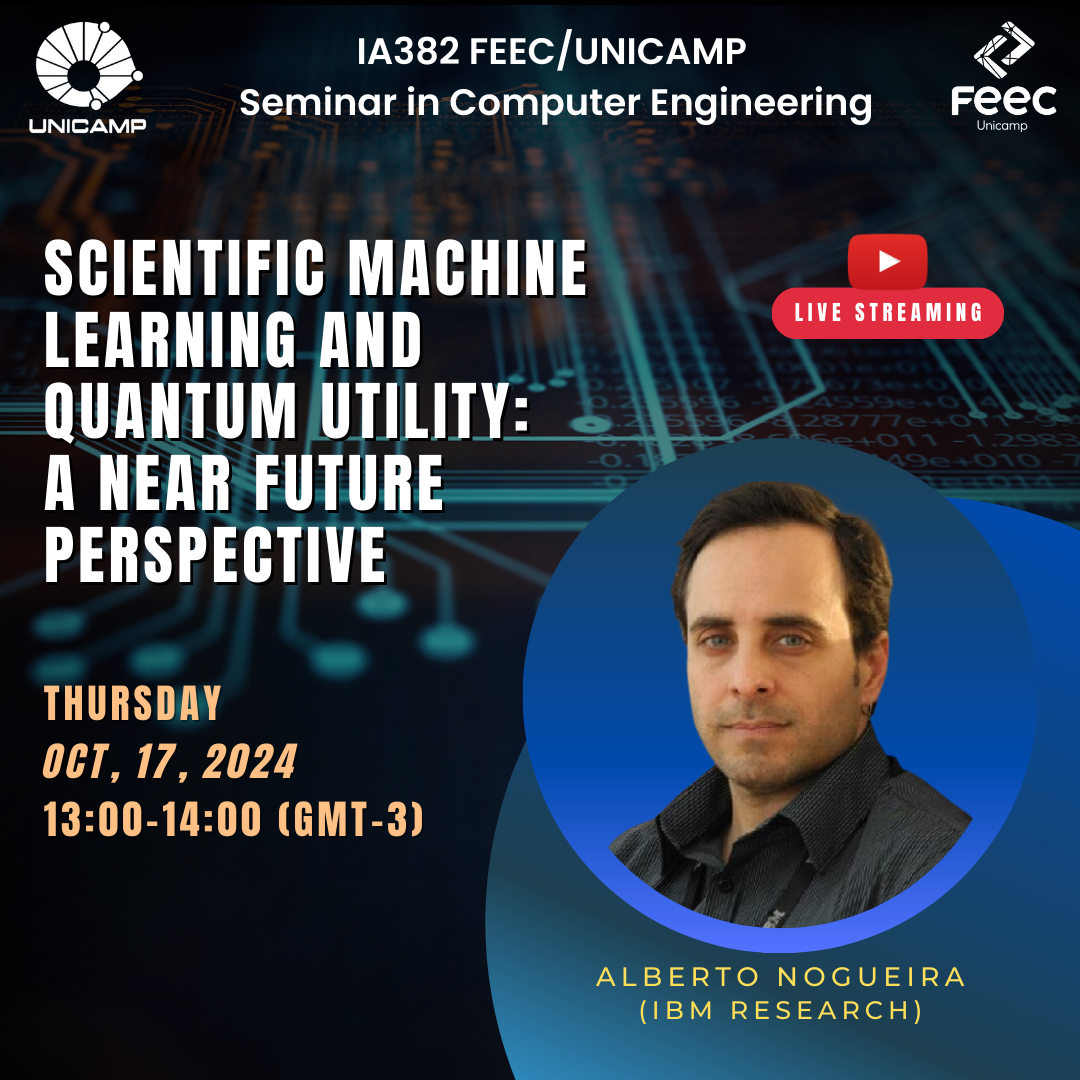 UNICAMP
IA382 FEEC/UNICAMP
Seminar in Computer Engineering
Feec
Unicamp
SCIENTIFIC MACHINE
LEARNING AND
QUANTUM UTILITY:
A NEAR FUTURE
PERSPECTIVE
LIVE STREAMING
THURSDAY
OCT, 17, 2024
13:00-14:00 (GMT-3)
ALBERTO NOGUEIRA
(IBM RESEARCH)